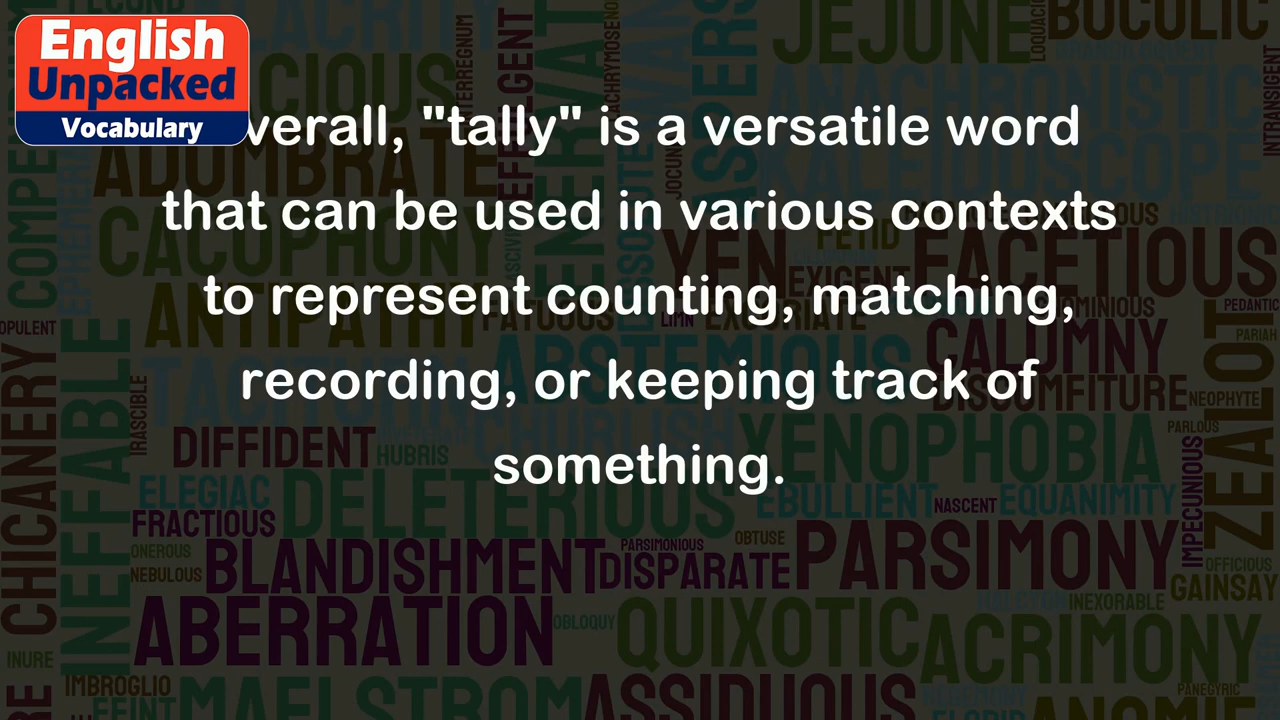 English
Unpacked
Vocabulary
verall, "tally" is a versatile word
that can be used in various contexts
to represent counting, matching,
recording, or keeping track of
something.
JEJUNE
BUCOLIC
INTRANSIGENT
ADUMBRATE
CACOPHONY
YEN
PETID
EXIGENT
FACETIOUS
ANTIPATHY
FATUOUS
LIMN
EXCORIATE
PEDANTIC
PARIAH
OPULENT
ABSTEMIOUS
CALUMNY
DISCOMFITURE
NEOPHYTE
IRASCIBLE
CHICANERY
INEFFABLE
ZEALOT
DIFFIDENT
HUBRIS
XENOPHOBIA
PARLOUS
IMPECUNIOUS
ELEGIAC
DELETERIOUS
EBULLIENT
NASCENT
EQUANIMITY
FRACTIOUS
ONEROUS
NEBULOUS
BLANDISHMENT
PARSIMONIOUS
OBTUSE
DISPARATE
PARSIMONY
OFFICIOUS
GAINSAY
ABERRATION
OBLOQUY
QUIXOTIC
INEXORABLE
ACRIMONY
INURE
IMBROGLIO
FEINT
MAELSTROM
ASSIDUOUS
PANEGYRIC